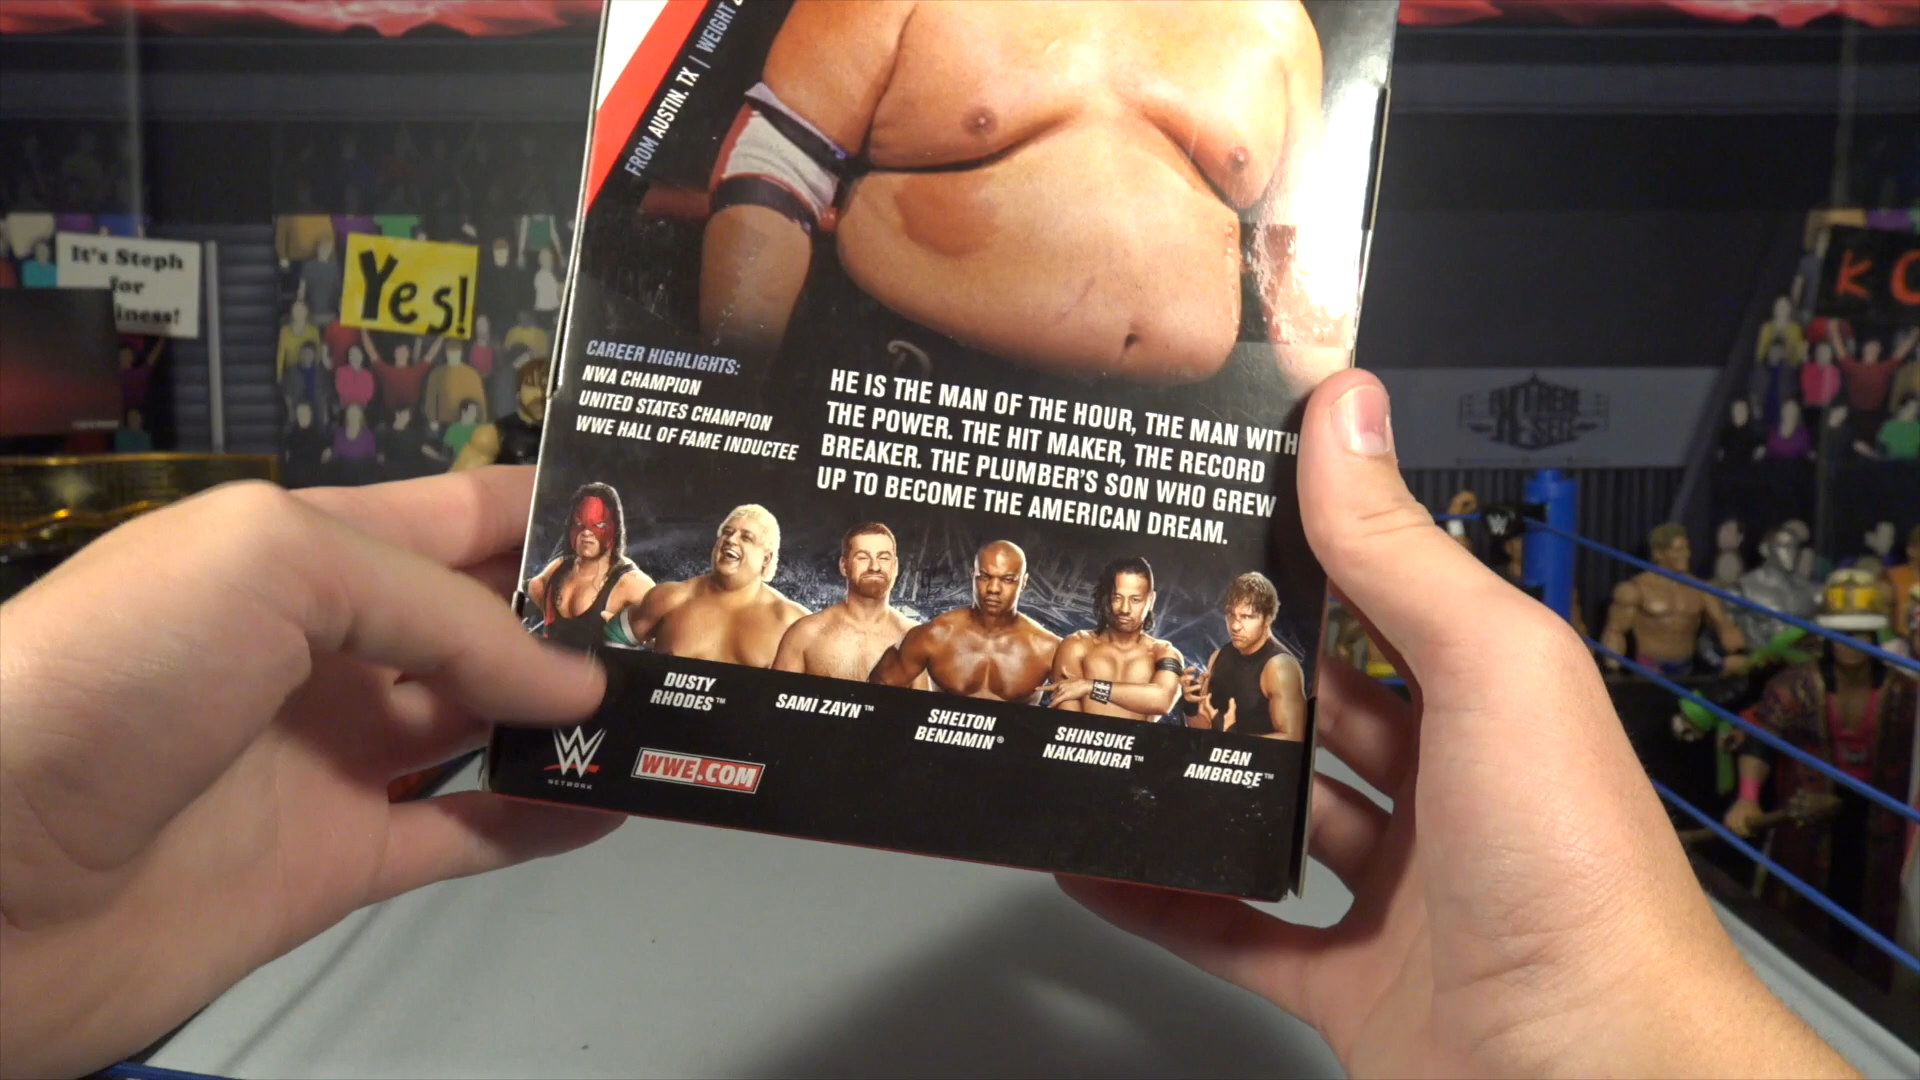 FROM AUSTIN, TX | WEIGHT
It's Steph
for
iness!
Yes!
K
CAREER HIGHLIGHTS:
NWA CHAMPION
UNITED STATES CHAMPION
WWE HALL OF FAME INDUCTEE
HE IS THE MAN OF THE HOUR, THE MAN WITH
THE POWER. THE HIT MAKER, THE RECORD
BREAKER. THE PLUMBER'S SON WHO GREW
UP TO BECOME THE AMERICAN DREAM.
DUSTY
RHODES™
SAMI ZAYN™
SHELTON
BENJAMIN®
SHINSUKE
NAKAMURA™
DEAN
AMBROSE™
W
NETWORK
WWE.COM